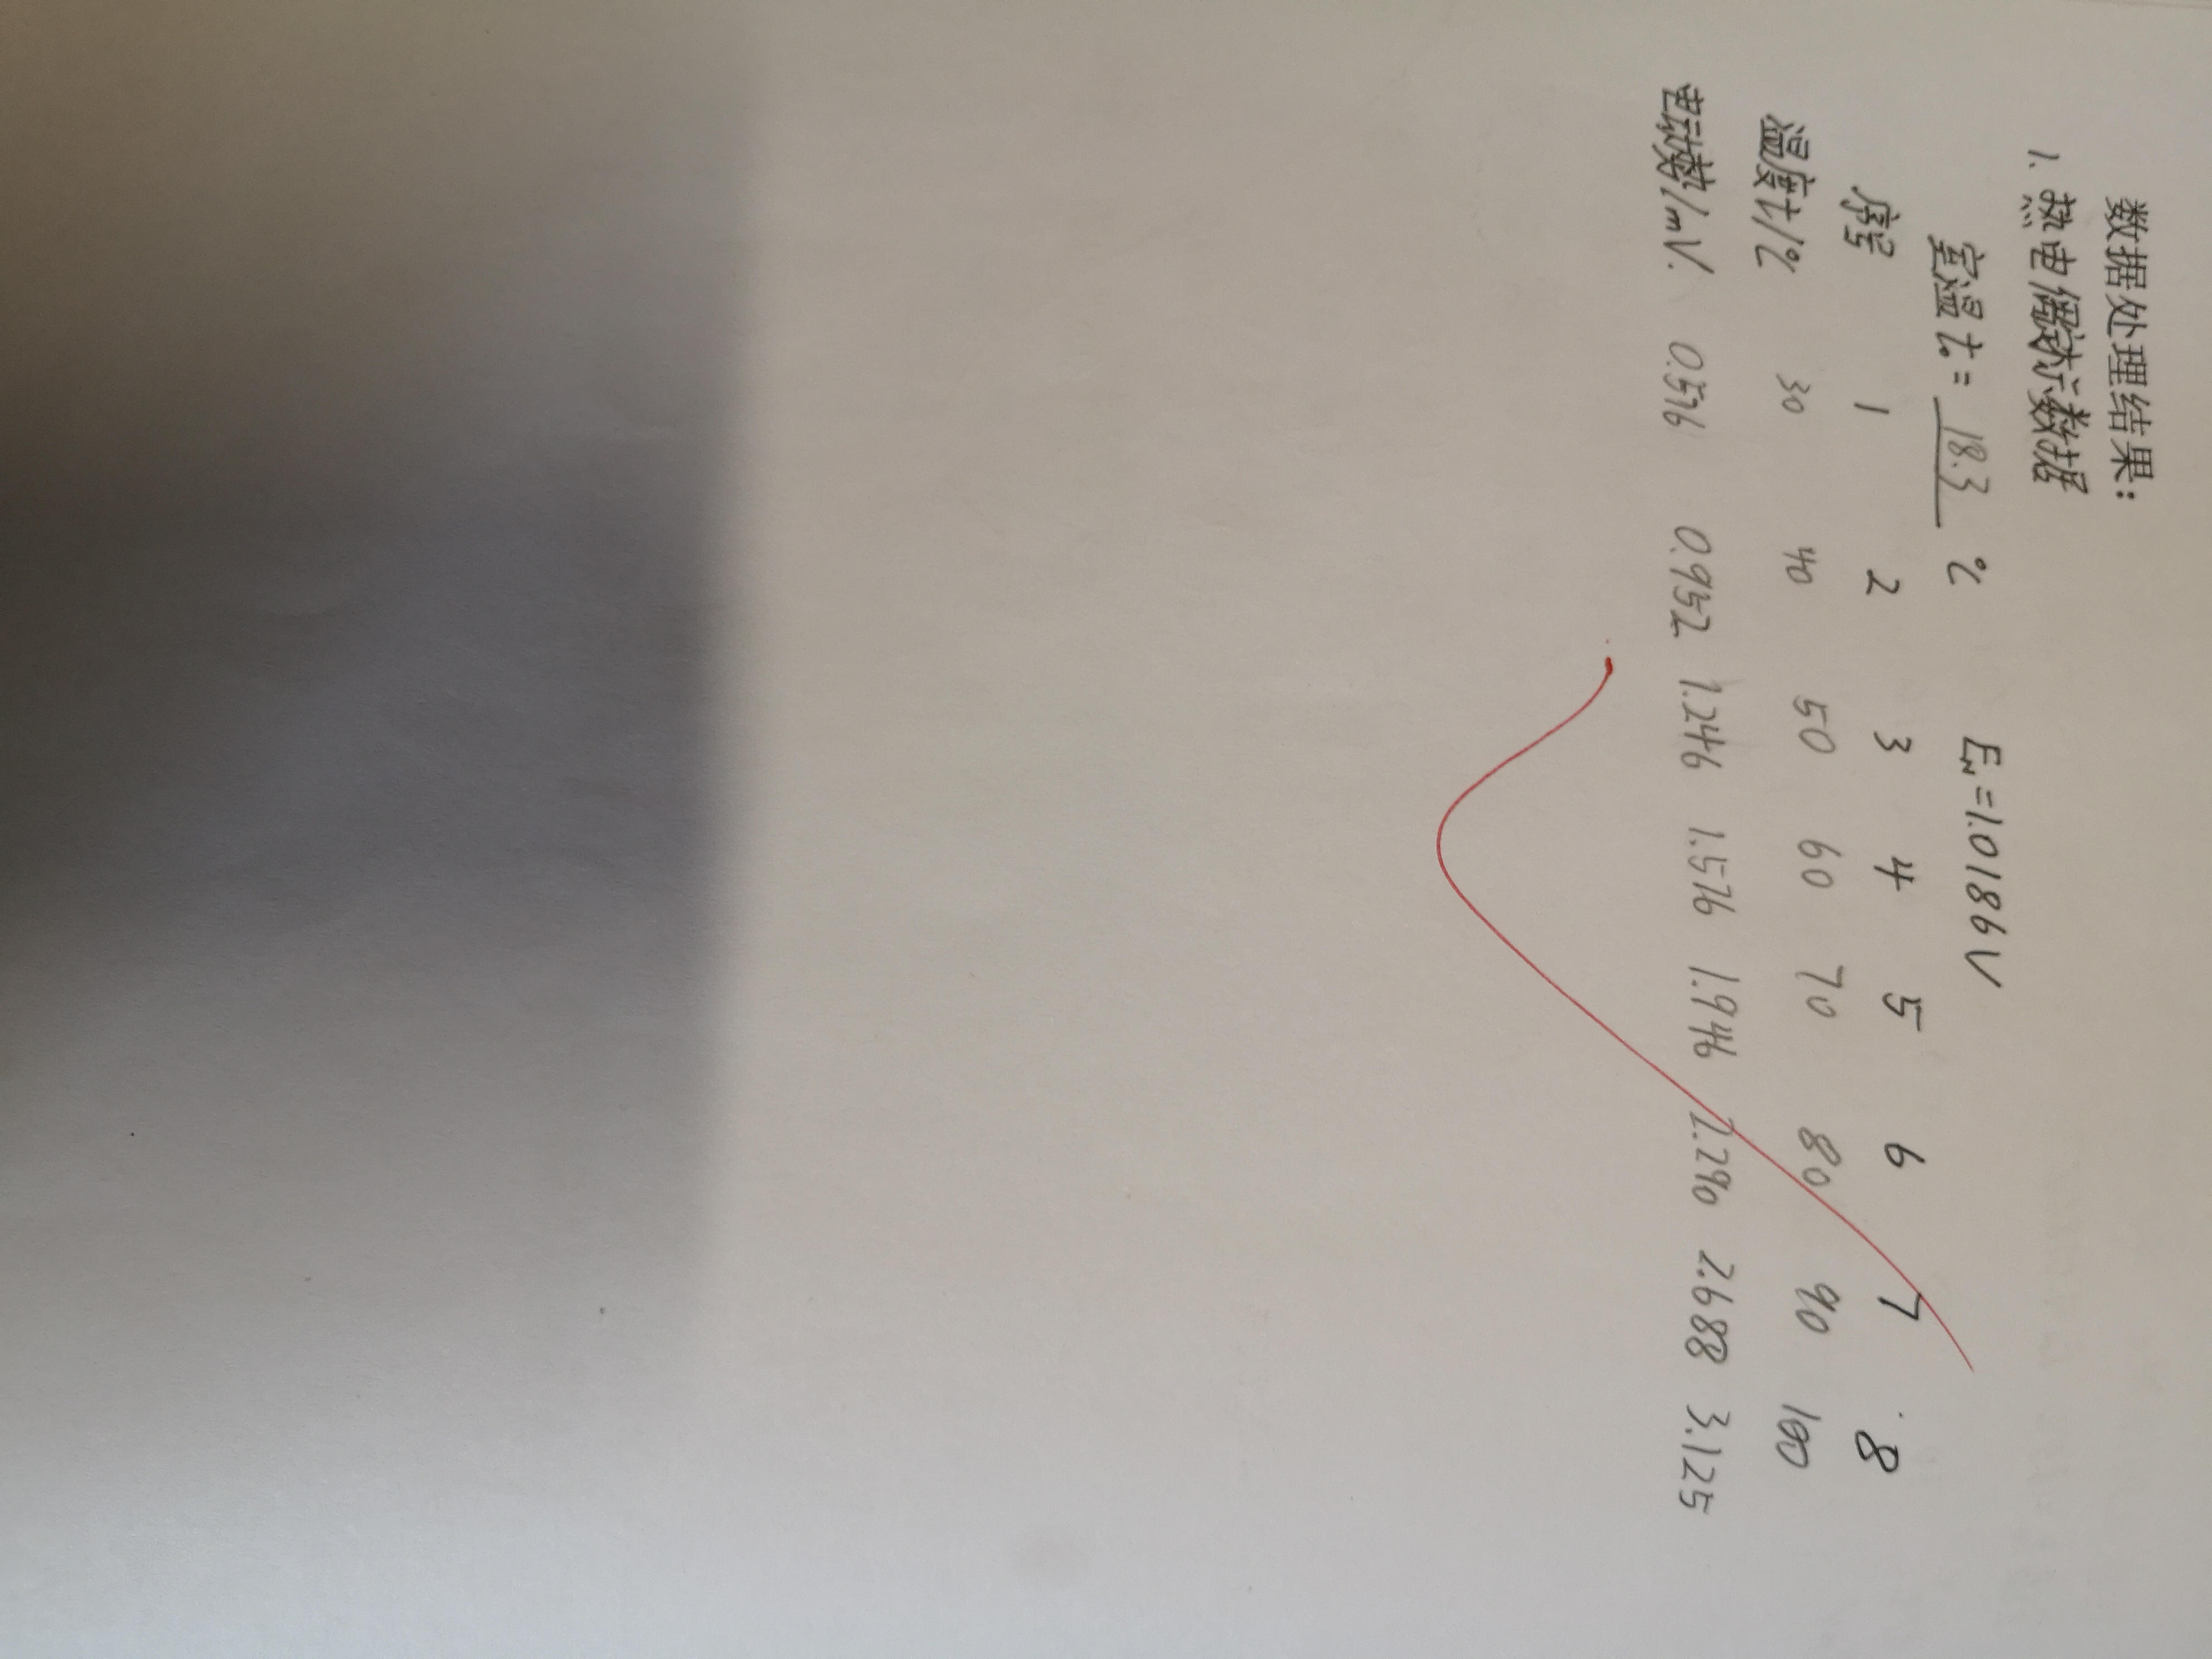 数据处理结果：
1. 热电偶定标数据
室温t₀= 18.3 ℃ Eₙ=1.0186V
序号 1 2 3 4 5 6 7 8
温度t/℃ 30 40 50 60 70 80 90 100
电动势/mV. 0.576 0.952 1.246 1.576 1.946 2.290 2.688 3.125